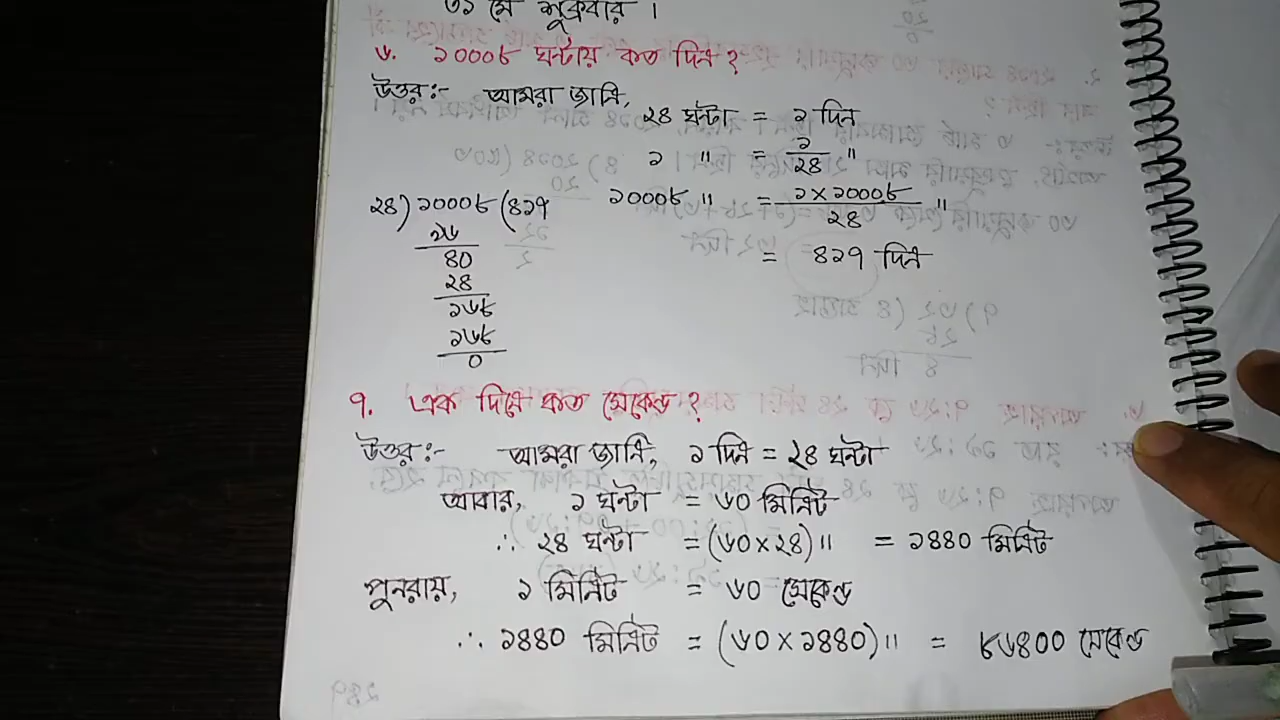 ৩১ মে শুক্রবার ।
৬. ১০০০৮ ঘন্টায় কত দিন ?
উত্তর:- আমরা জানি,
২৪ ঘন্টা = ১ দিন
১ " = ১/২৪ "
১০০০৮ " = ১×১০০০৮/২৪ "
= ৪১৭ দিন
২৪) ১০০০৮ (৪১৭
৯৬
৪০
২৪
১৬৮
১৬৮
০
৭. এক দিনে কত সেকেন্ড ?
উত্তর:- আমরা জানি, ১ দিন = ২৪ ঘন্টা
আবার, ১ ঘন্টা = ৬০ মিনিট
∴ ২৪ ঘন্টা = (৬০×২৪) " = ১৪৪০ মিনিট
পুনরায়, ১ মিনিট = ৬০ সেকেন্ড
∴ ১৪৪০ মিনিট = (৬০×১৪৪০) " = ৮৬৪০০ সেকেন্ড